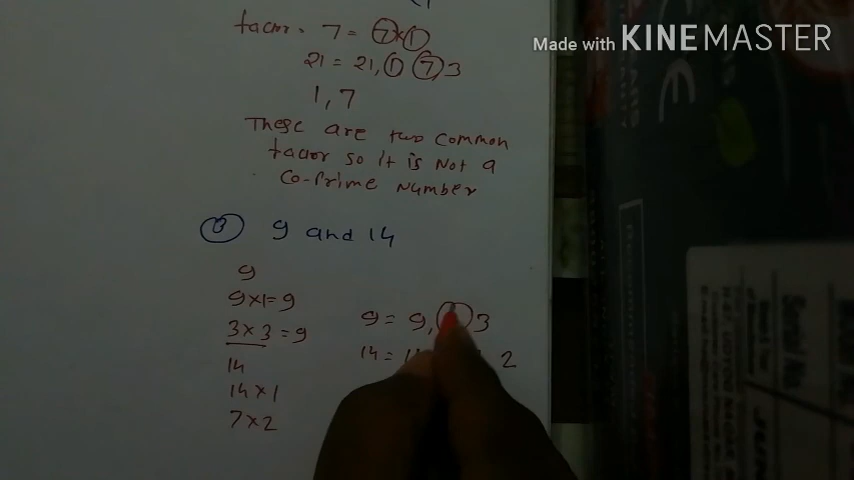 Made with KINEMASTER
factor. 7 = 7×1
21 = 21, 1 7, 3
1, 7
These are two common
factor so it is Not a
Co-Prime Number
B 9 and 14
9
9×1=9
3×3=9
14
14×1
7×2
9 = 9, 3
14 = 2